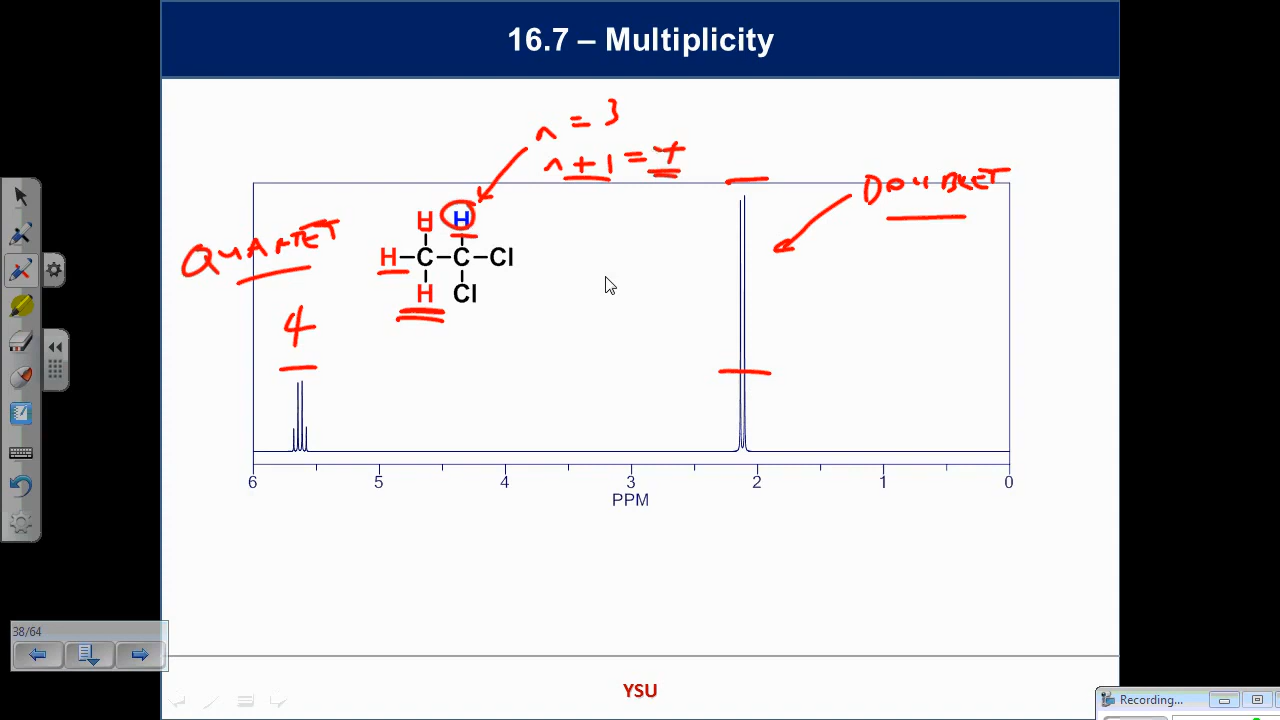 16.7 – Multiplicity
n = 3
n + 1 = 4
DOUBLET
QUARTET
H H
H–C–C–Cl
H Cl
4
6 5 4 3 2 1 0
PPM
38/64
YSU
Recording...